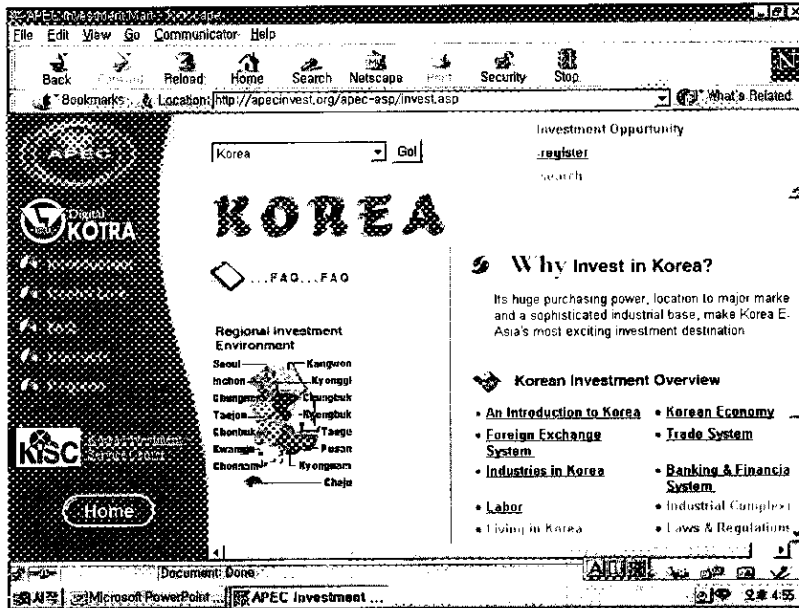 APEC Investment Mart - Netscape
File Edit View Go Communicator Help
Back Forward Reload Home Search Netscape Print Security Stop
Bookmarks Location: http://apecinvest.org/apec-asp/invest.asp What's Related
APEC
Korea Go!
Investment Opportunity
register
search
Digital
KOTRA
KOREA
...FAQ...FAQ
Why Invest in Korea?
Its huge purchasing power, location to major marke
and a sophisticated industrial base, make Korea E-
Asia's most exciting investment destination
Regional Investment
Environment
Seoul Kangwon
Inchon Kyonggi
Chungnam Chungbuk
Taejon Kyongbuk
Chonbuk Taegu
Kwangju Pusan
Chonnam Kyongnam
Cheju
Korean Investment Overview
An Introduction to Korea
Korean Economy
Foreign Exchange
System
Trade System
Industries in Korea
Banking & Financia
System
Labor
Industrial Complex
Living in Korea
Laws & Regulations
KISC
Home
Document: Done
시작 Microsoft PowerPoint ... APEC Investment ... 오후 4:55